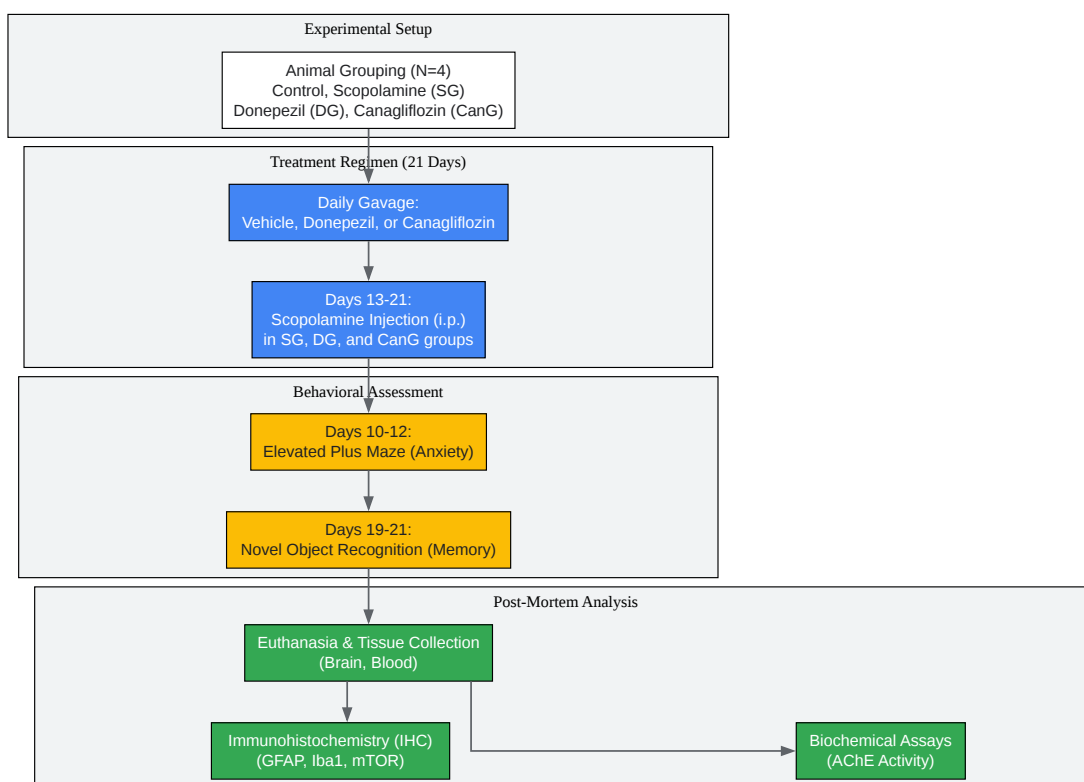 Experimental Setup
Animal Grouping (N=4)
Control, Scopolamine (SG)
Donepezil (DG), Canagliflozin (CanG)
Treatment Regimen (21 Days)
Daily Gavage:
Vehicle, Donepezil, or Canagliflozin
Days 13-21:
Scopolamine Injection (i.p.)
in SG, DG, and CanG groups
Behavioral Assessment
Days 10-12:
Elevated Plus Maze (Anxiety)
Days 19-21:
Novel Object Recognition (Memory)
Post-Mortem Analysis
Euthanasia & Tissue Collection
(Brain, Blood)
Immunohistochemistry (IHC)
(GFAP, Iba1, mTOR)
Biochemical Assays
(AChE Activity)